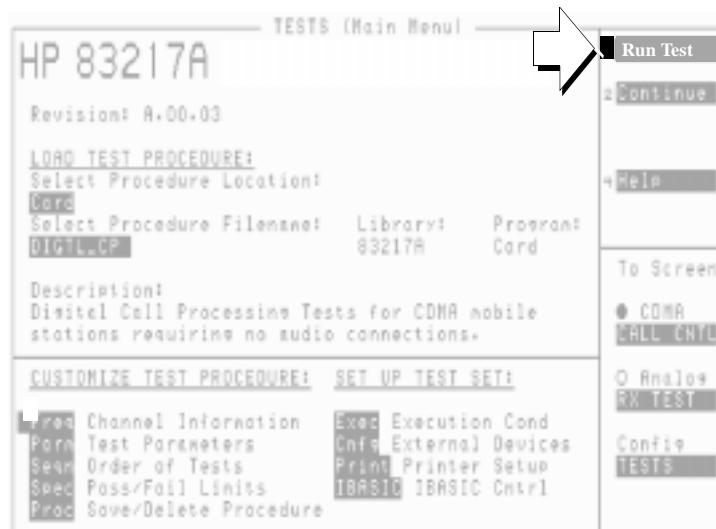 TESTS (Main Menu)
HP 83217A
Run Test
2 Continue
Revision: A.00.03
LOAD TEST PROCEDURE:
Select Procedure Location:
4 Help
Card
Select Procedure Filename: Library: Program:
DIGTL_CP 83217A Card
To Screen
Description:
Digital Call Processing Tests for CDMA mobile
stations requiring no audio connections.
CDMA
CALL CNTL
CUSTOMIZE TEST PROCEDURE: SET UP TEST SET:
Analog
RX TEST
Freq Channel Information Exec Execution Cond
Parm Test Parameters Cnfg External Devices
Config
Seqn Order of Tests Print Printer Setup
TESTS
Spec Pass/Fail Limits IBASIC IBASIC Cntrl
Proc Save/Delete Procedure